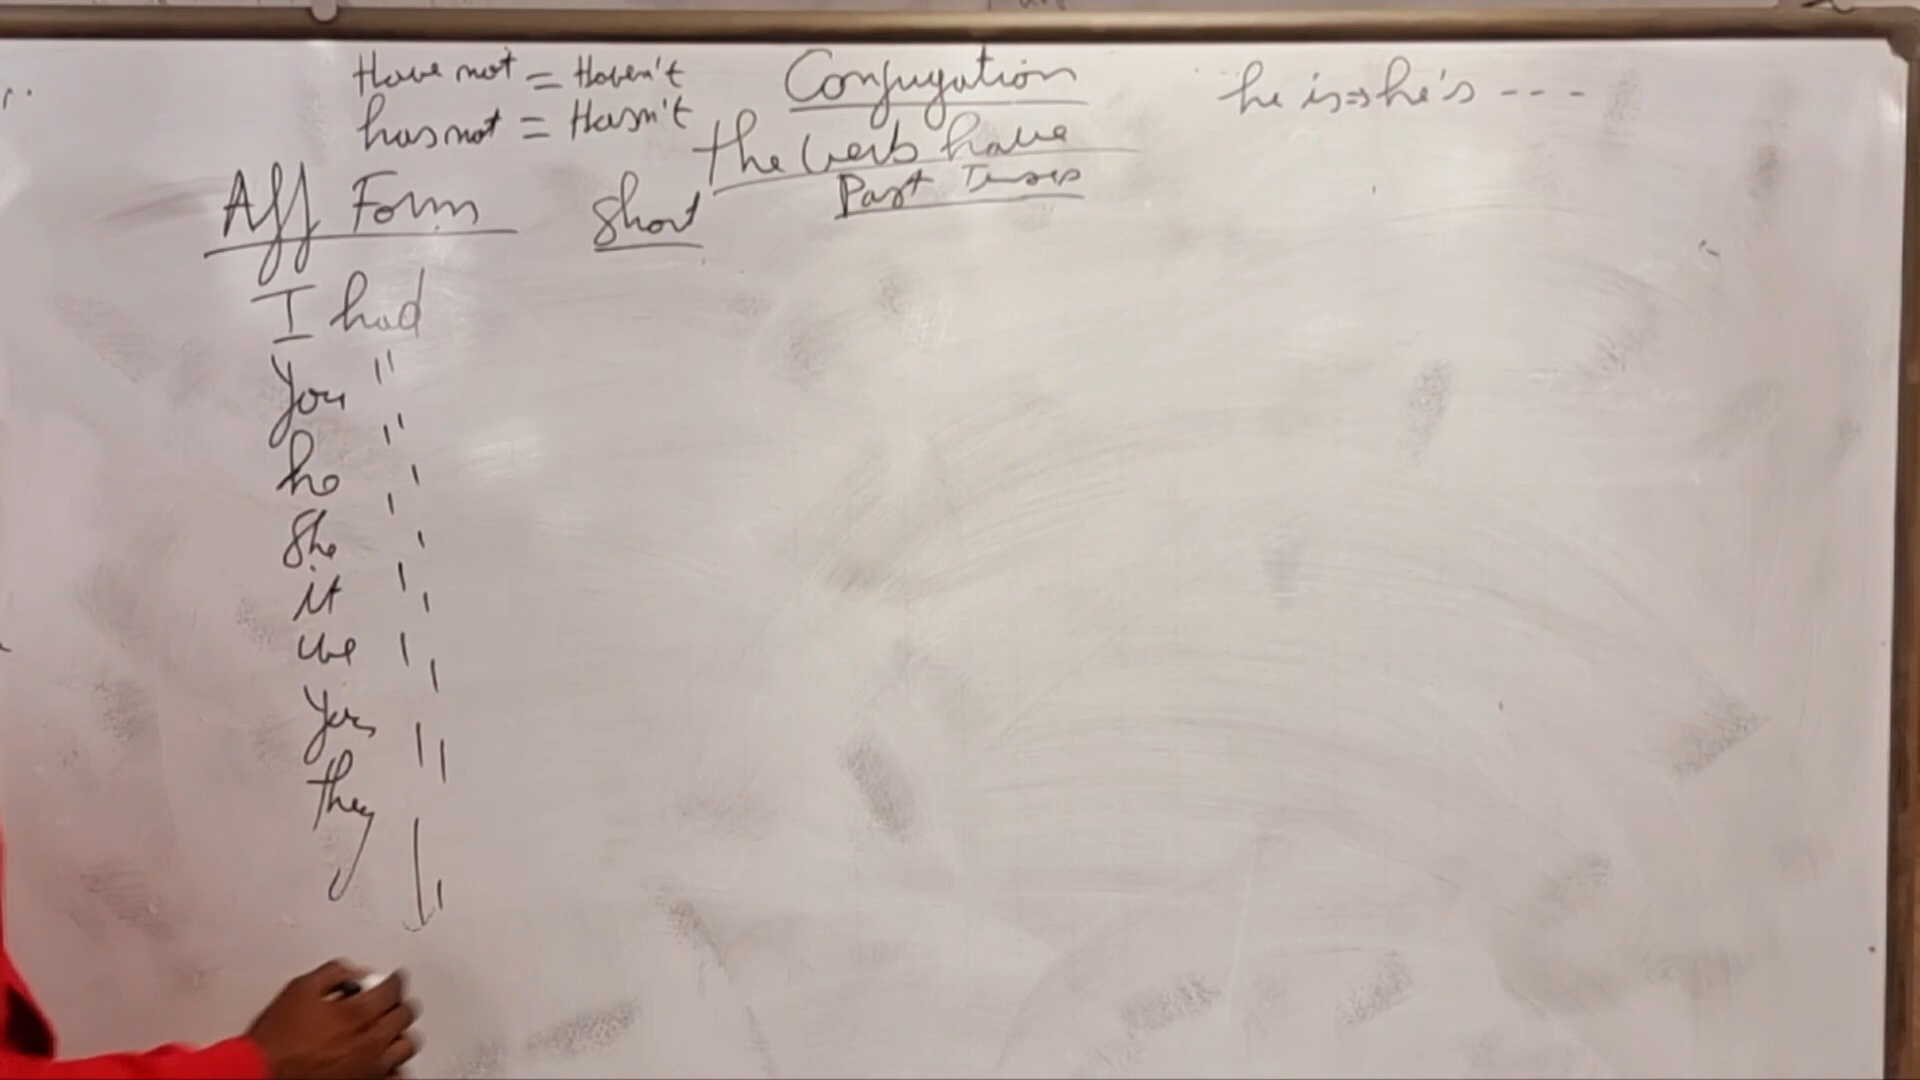 Have not = Haven't
has not = Hasn't
Conjugation
the verb have
Past Tenses
he is => he's ---
Aff Form
Short
I had
You "
he "
She "
it "
we "
You "
they "